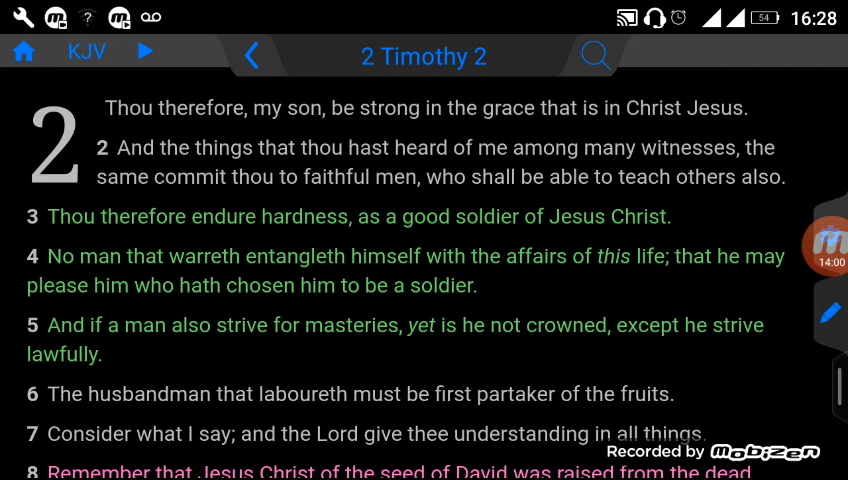 54 16:28
KJV 2 Timothy 2
2 Thou therefore, my son, be strong in the grace that is in Christ Jesus.
2 And the things that thou hast heard of me among many witnesses, the
same commit thou to faithful men, who shall be able to teach others also.
3 Thou therefore endure hardness, as a good soldier of Jesus Christ.
4 No man that warreth entangleth himself with the affairs of this life; that he may
please him who hath chosen him to be a soldier.
5 And if a man also strive for masteries, yet is he not crowned, except he strive
lawfully.
6 The husbandman that laboureth must be first partaker of the fruits.
7 Consider what I say; and the Lord give thee understanding in all things.
8 Remember that Jesus Christ of the seed of David was raised from the dead
14:00
Recorded by Mobizen